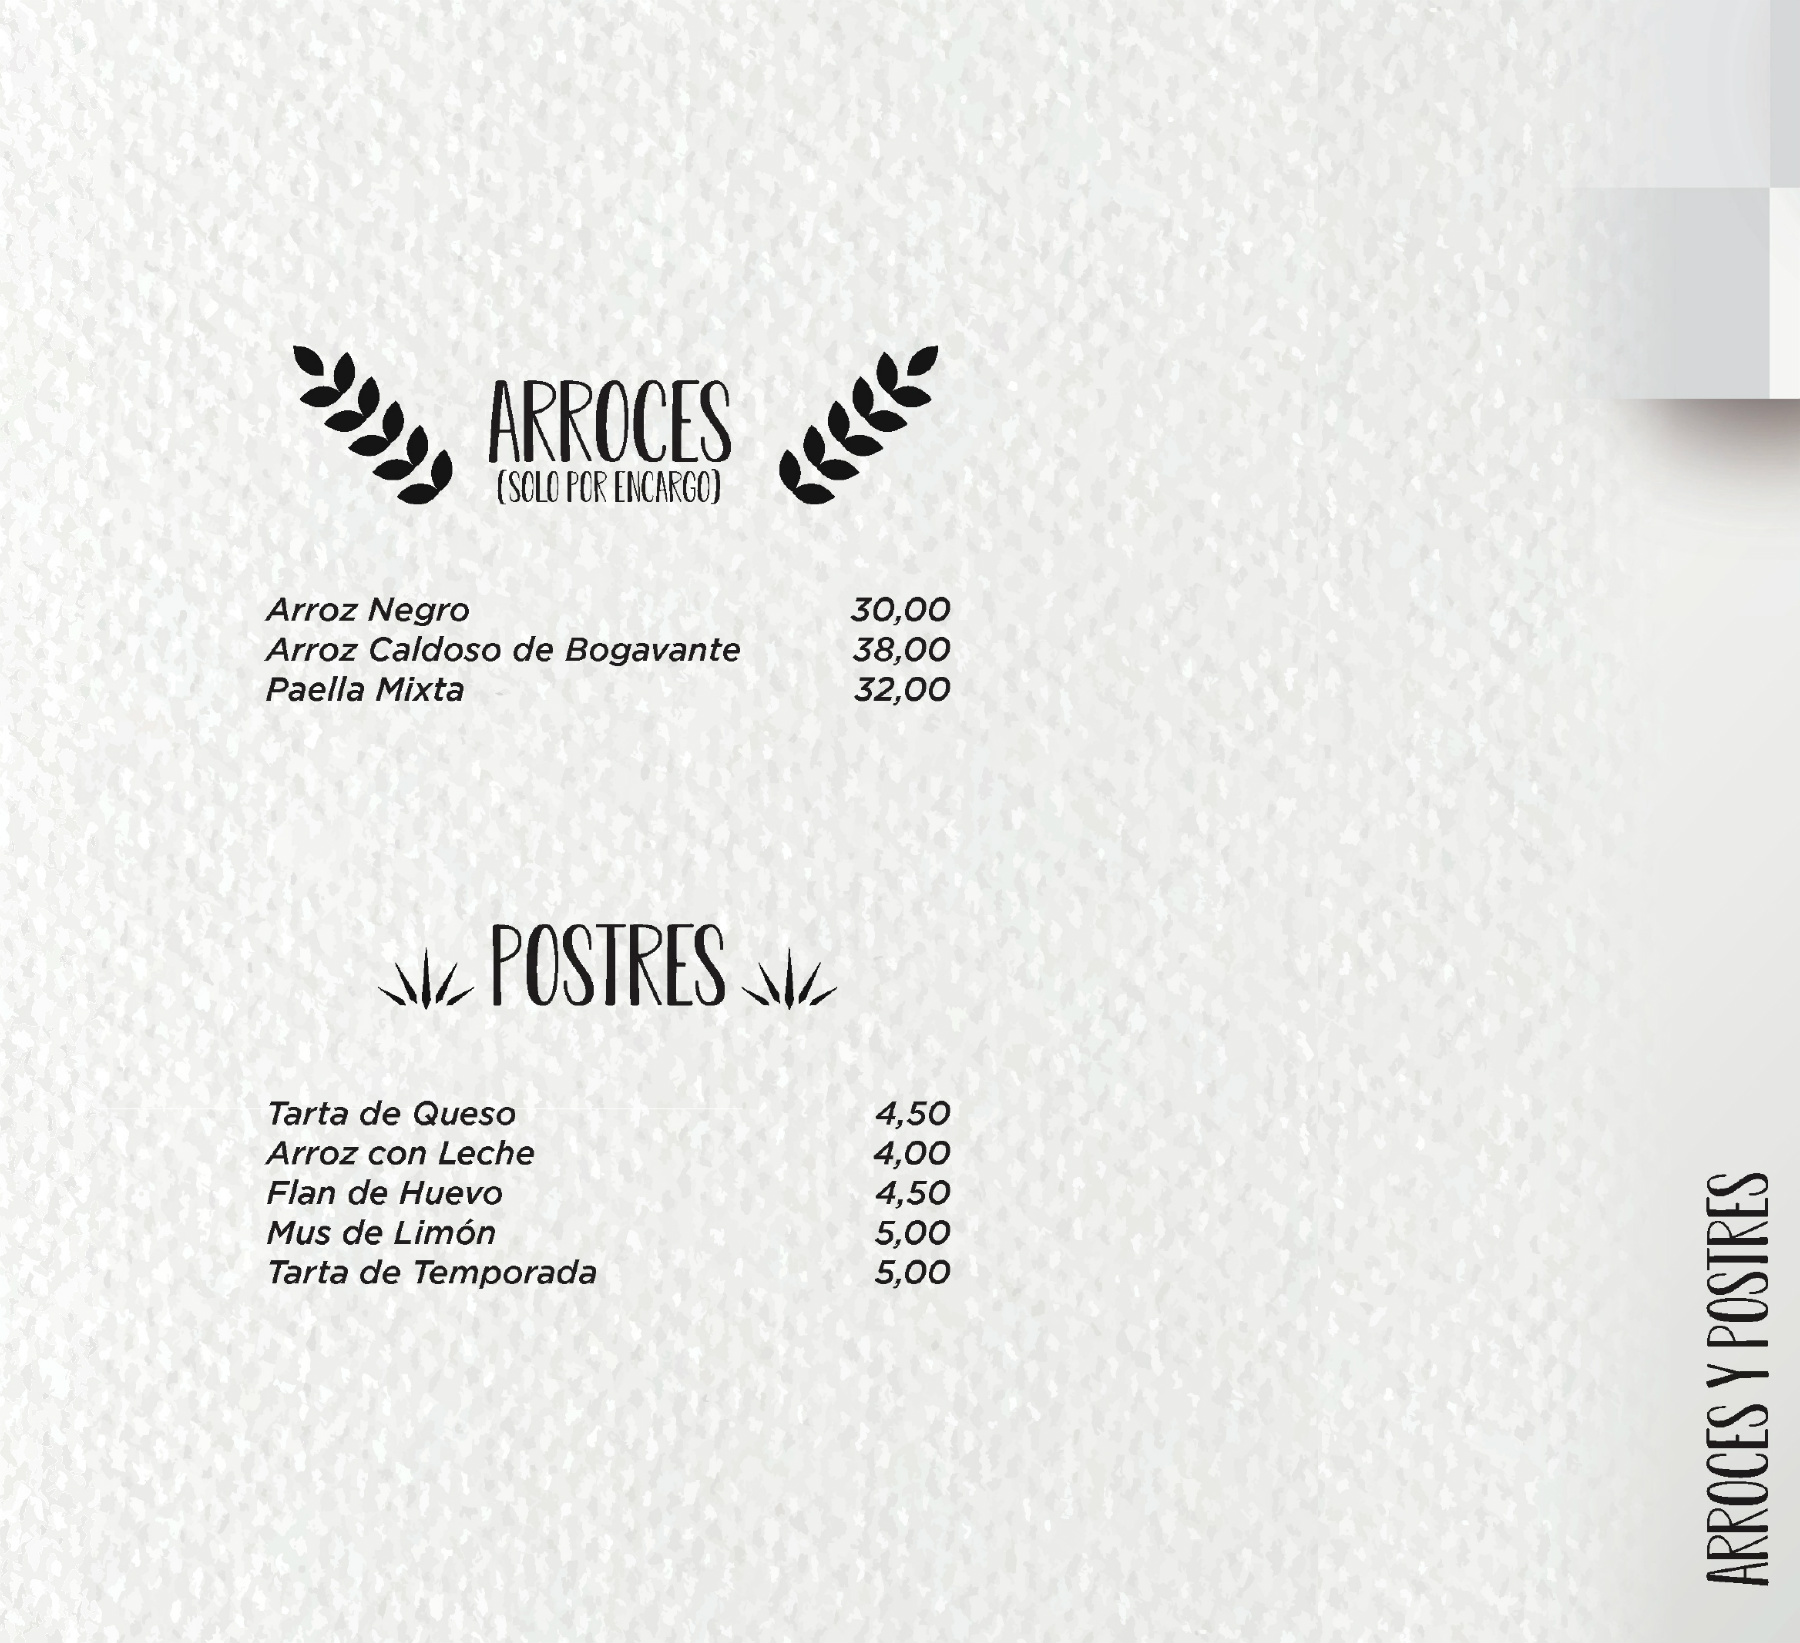 ARROCES
(SOLO POR ENCARGO)
Arroz Negro 30,00
Arroz Caldoso de Bogavante 38,00
Paella Mixta 32,00
POSTRES
Tarta de Queso 4,50
Arroz con Leche 4,00
Flan de Huevo 4,50
Mus de Limón 5,00
Tarta de Temporada 5,00
ARROCES Y POSTRES